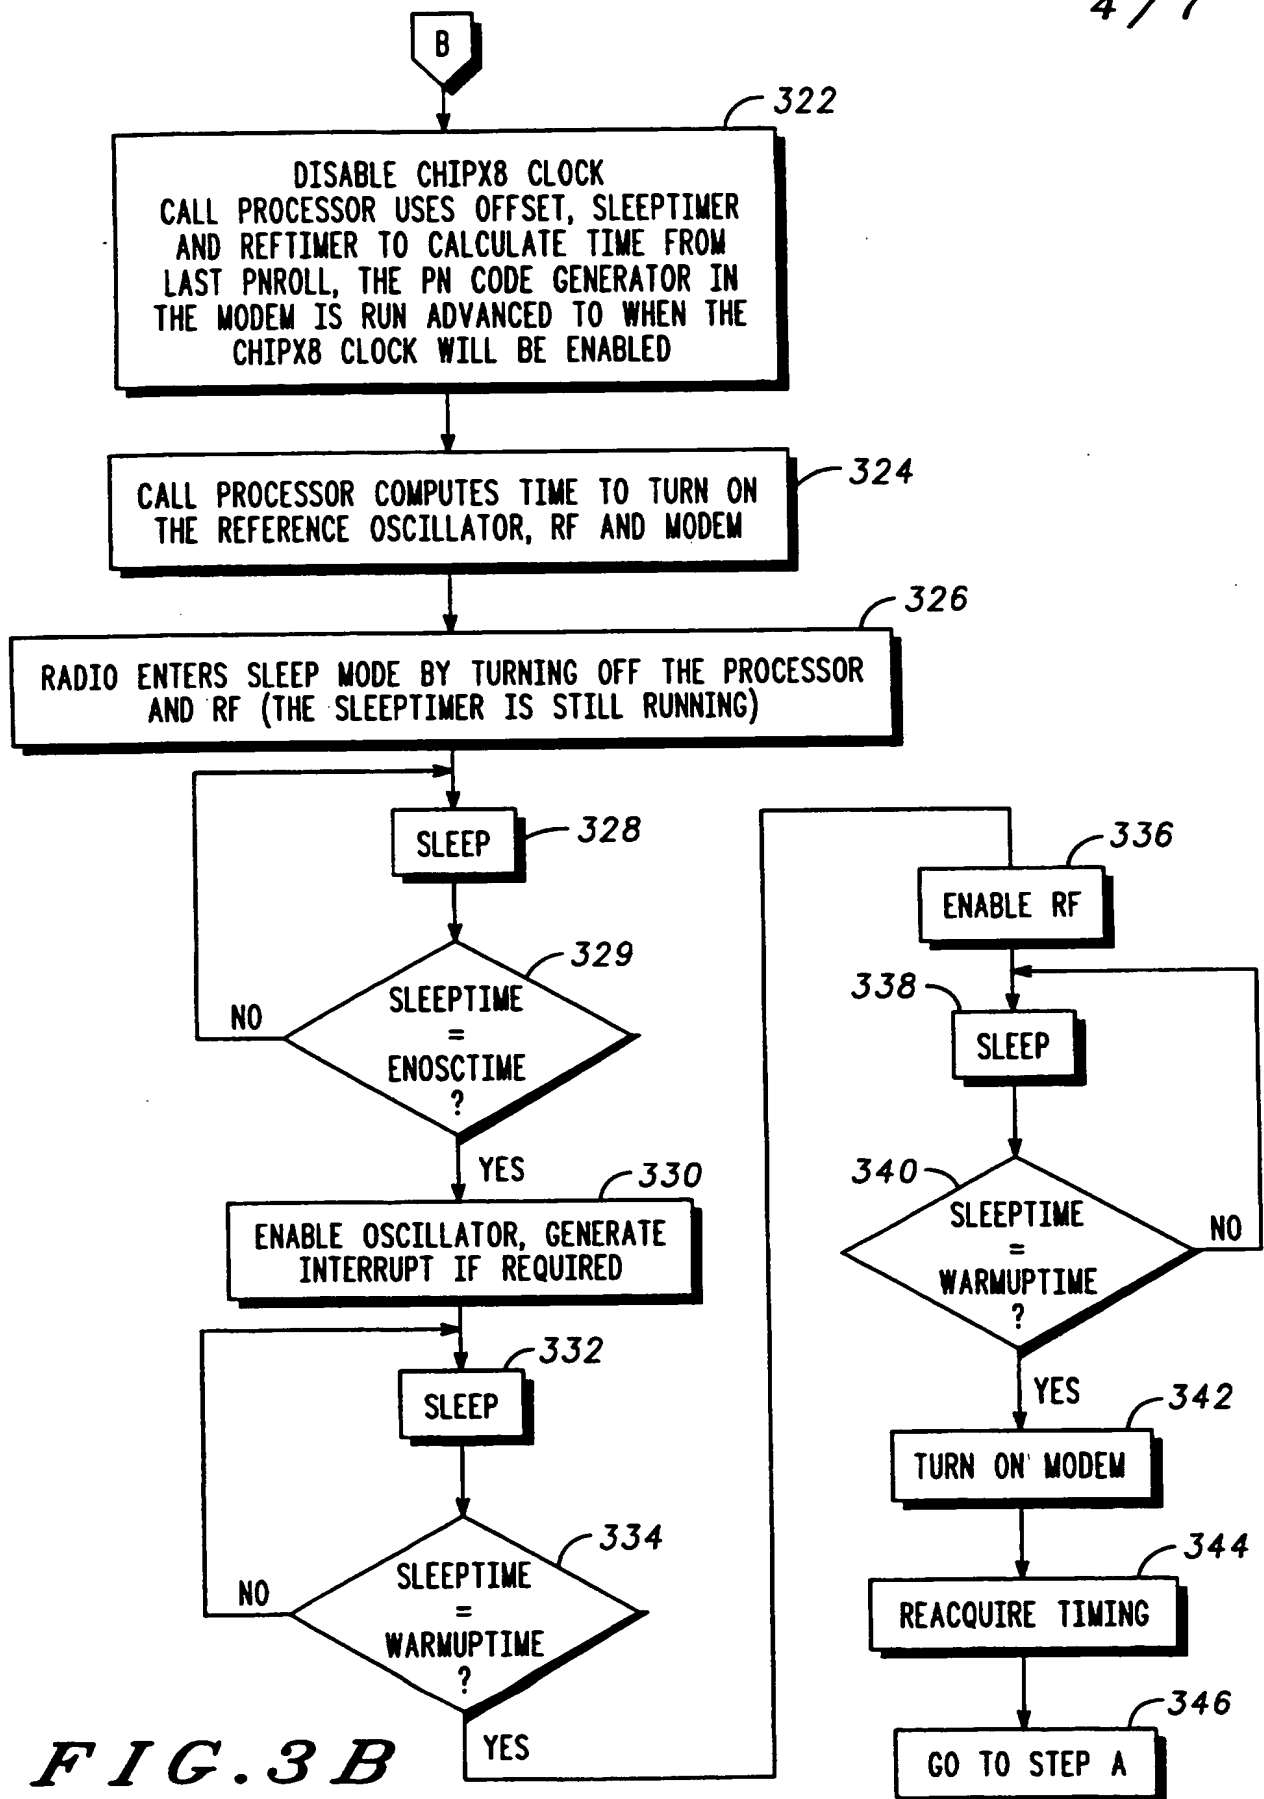 4/7
B
322
DISABLE CHIPX8 CLOCK
CALL PROCESSOR USES OFFSET, SLEEPTIMER
AND REFTIMER TO CALCULATE TIME FROM
LAST PNROLL, THE PN CODE GENERATOR IN
THE MODEM IS RUN ADVANCED TO WHEN THE
CHIPX8 CLOCK WILL BE ENABLED
324
CALL PROCESSOR COMPUTES TIME TO TURN ON
THE REFERENCE OSCILLATOR, RF AND MODEM
326
RADIO ENTERS SLEEP MODE BY TURNING OFF THE PROCESSOR
AND RF (THE SLEEPTIMER IS STILL RUNNING)
SLEEP
328
329
SLEEPTIME
=
ENOSCTIME
?
NO
YES
330
ENABLE OSCILLATOR, GENERATE
INTERRUPT IF REQUIRED
332
SLEEP
334
SLEEPTIME
=
WARMUPTIME
?
NO
YES
336
ENABLE RF
338
SLEEP
340
SLEEPTIME
=
WARMUPTIME
?
NO
YES
342
TURN ON MODEM
344
REACQUIRE TIMING
346
GO TO STEP A
FIG.3B